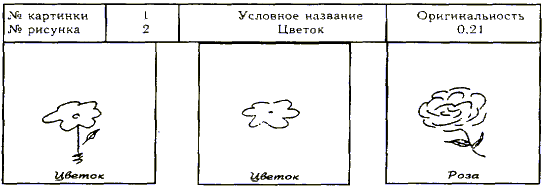 № картинки 1 Условное название Оригинальность
№ рисунка 2 Цветок 0,21
Цветок Цветок Роза